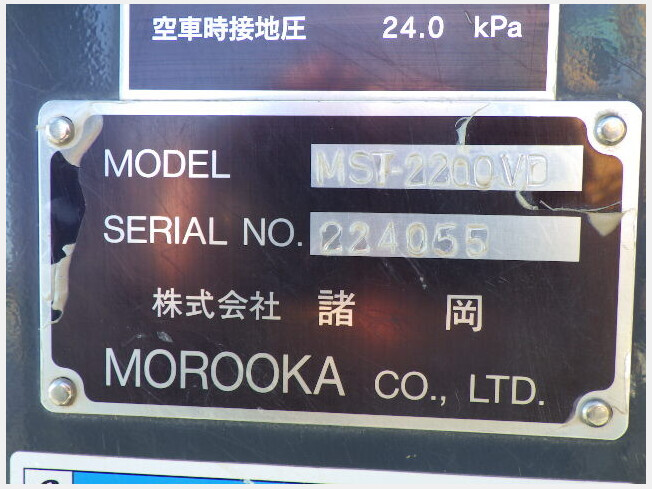 空車時接地圧 24.0 kPa
MODEL MST-2200VD
SERIAL NO. 224055
株式会社 諸岡
MOROOKA CO., LTD.